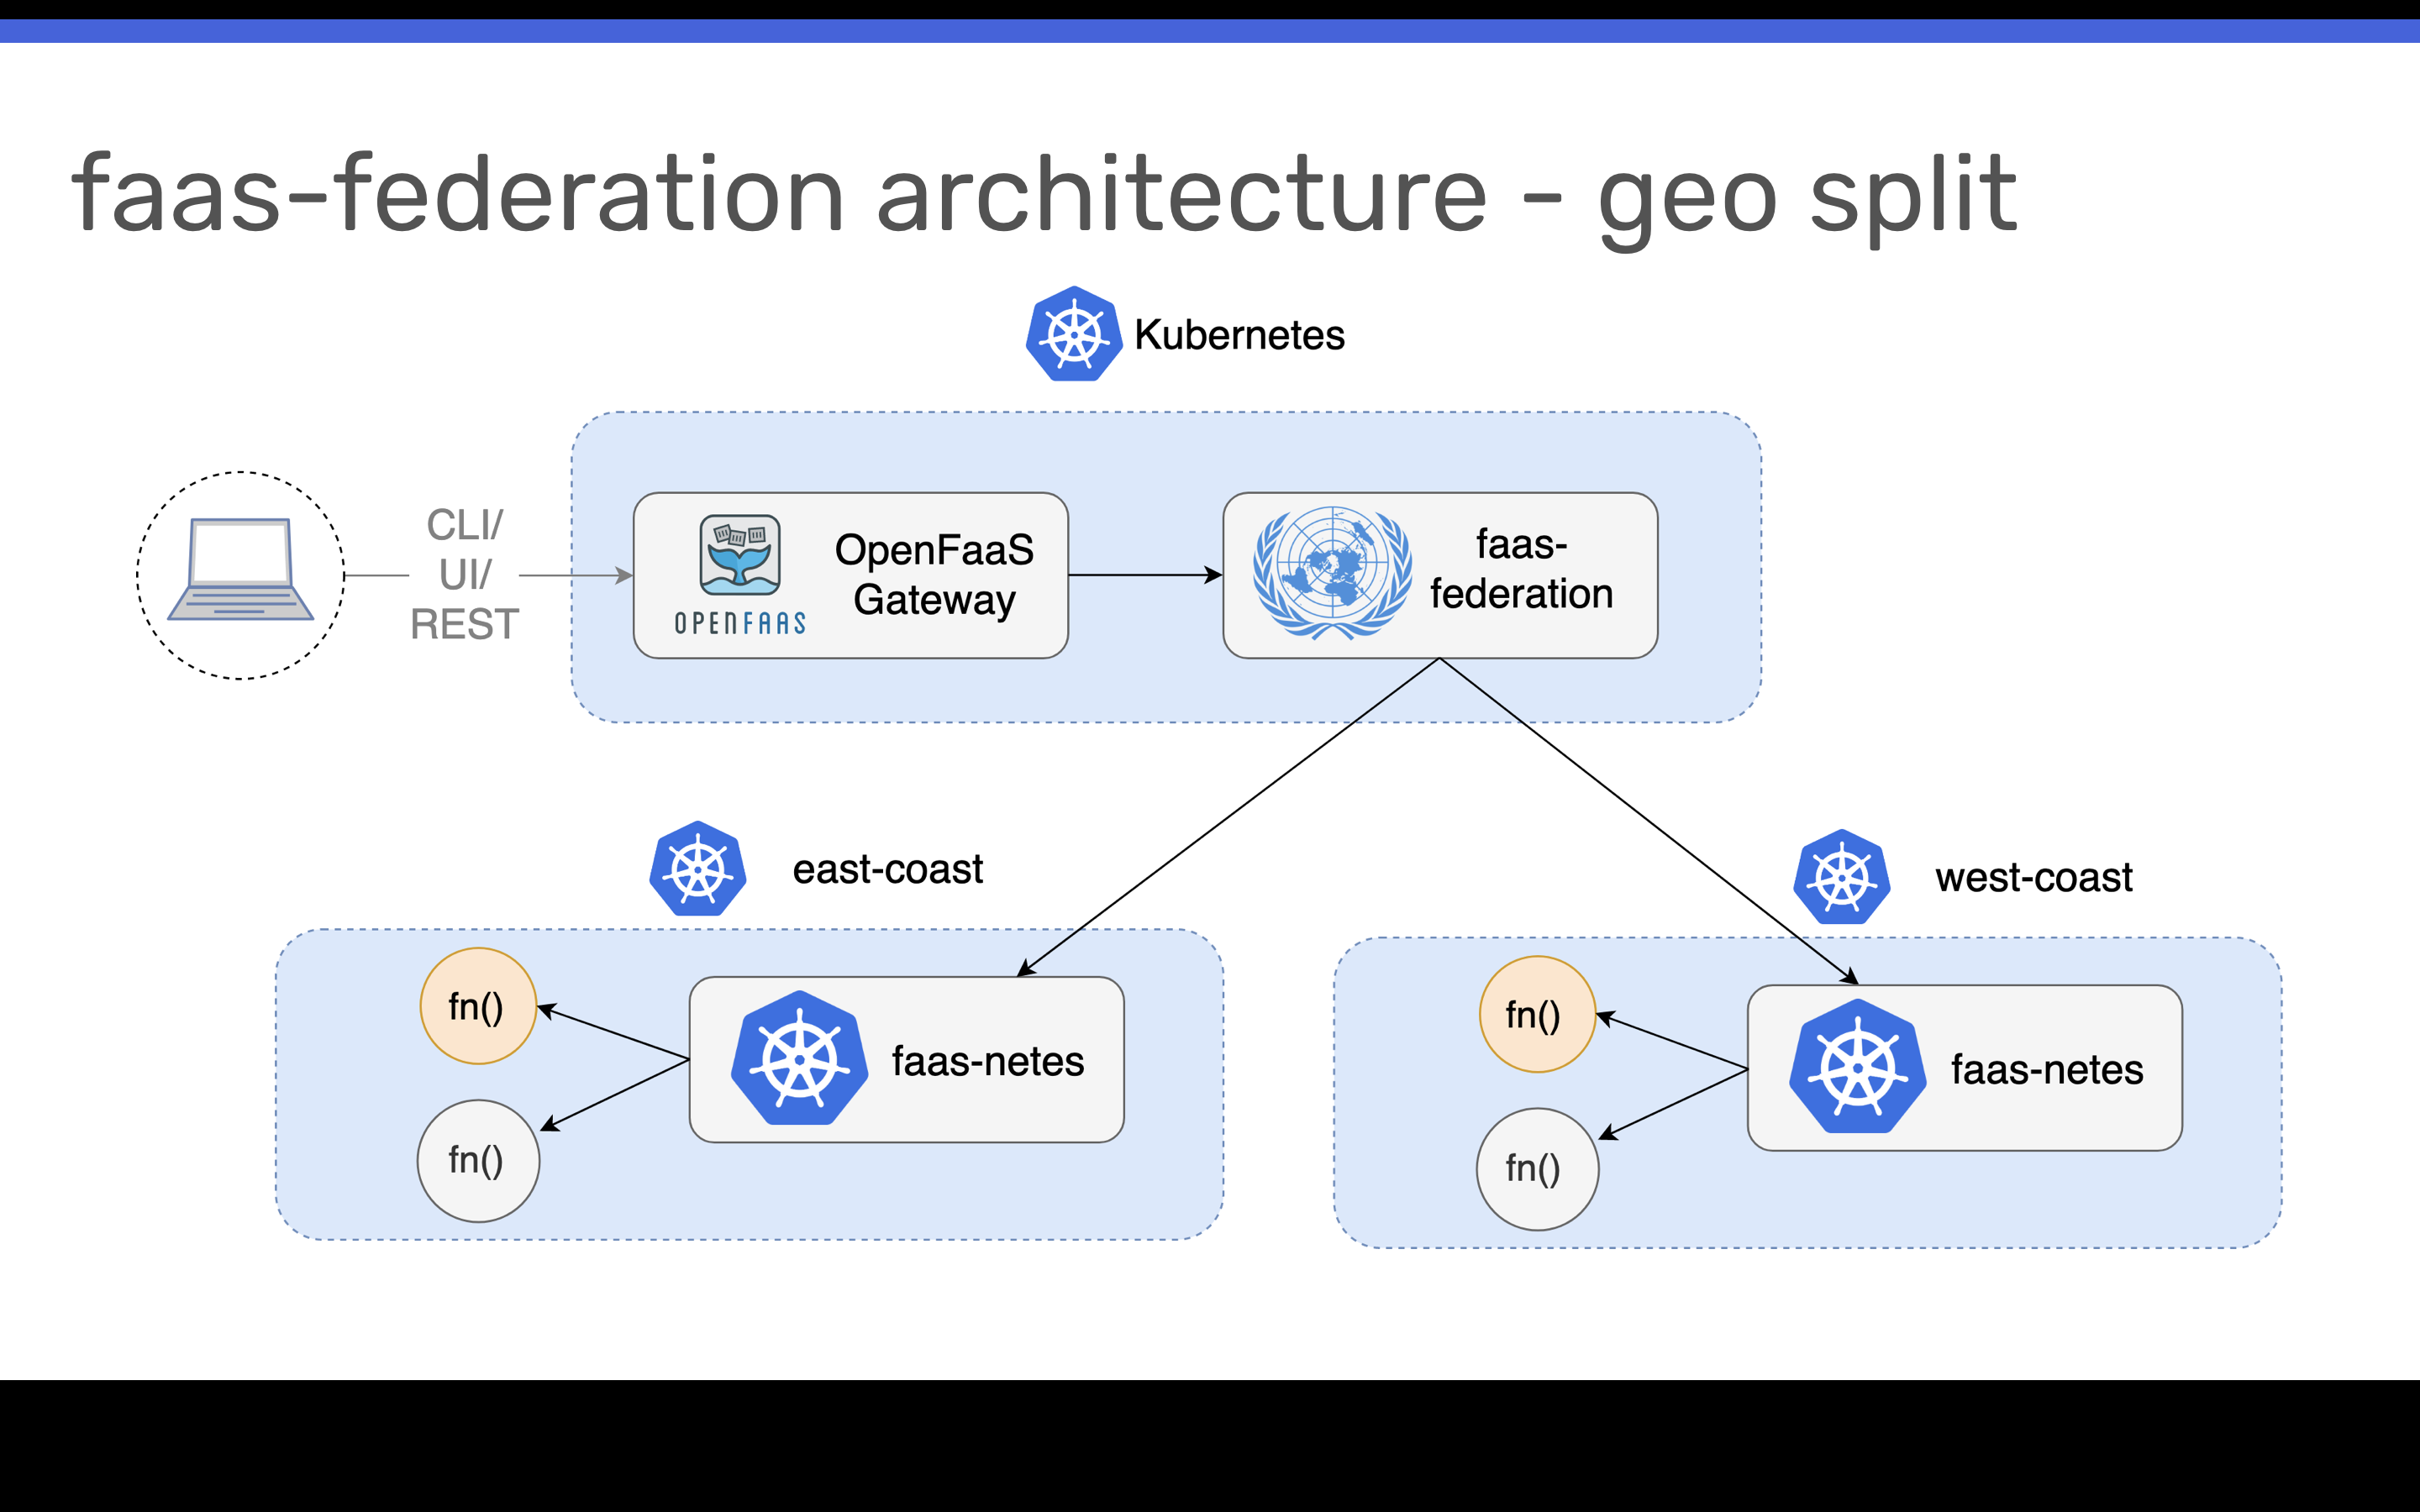 faas-federation architecture - geo split
Kubernetes
CLI/
UI/
REST
OPENFAAS
OpenFaaS
Gateway
faas-
federation
east-coast
west-coast
fn()
fn()
faas-netes
fn()
fn()
faas-netes